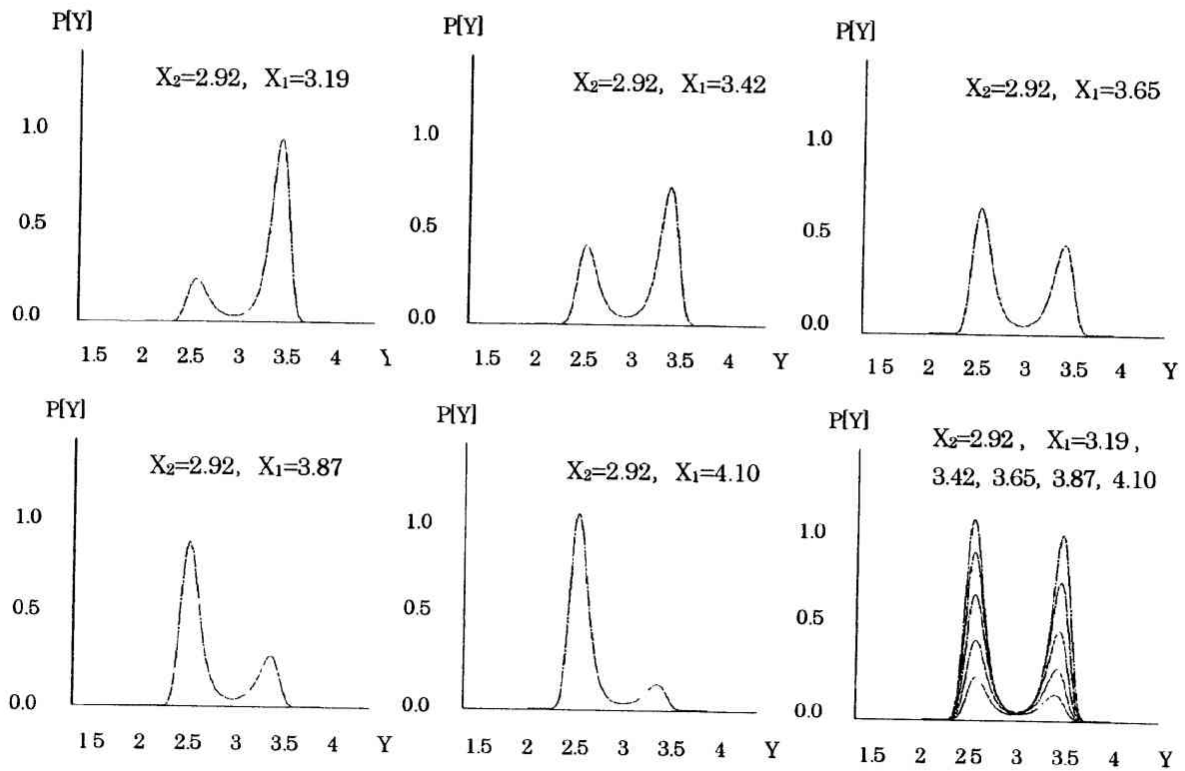 P[Y]
X₂=2.92, X₁=3.19
1.0
0.5
0.0
1.5 2 2.5 3 3.5 4
P[Y]
X₂=2.92, X₁=3.42
1.0
0.5
0.0
1.5 2 2.5 3 3.5 4 Y
P[Y]
X₂=2.92, X₁=3.65
1.0
0.5
0.0
1 5 2 2.5 3 3.5 4 Y
P[Y]
X₂=2.92, X₁=3.87
1.0
0.5
0.0
1 5 2 2.5 3 3.5 4 Y
P[Y]
X₂=2.92, X₁=4.10
1.0
0.5
0.0
1.5 2 2.5 3 3.5 4 Y
P[Y]
X₂=2.92 , X₁=3.19 ,
3.42, 3.65, 3.87, 4.10
1.0
0.5
0.0
1.5 2 2 5 3 3.5 4 Y